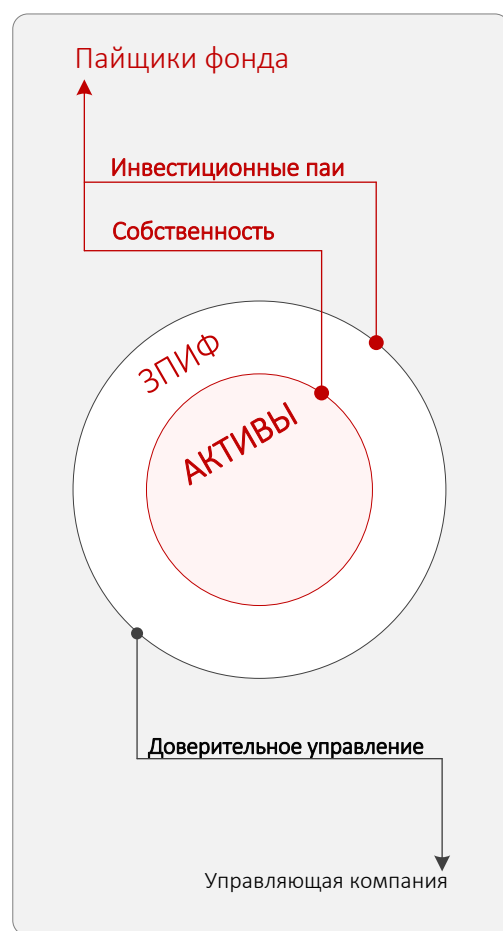 Пайщики фонда
Инвестиционные паи
Собственность
ЗПИФ
АКТИВЫ
Доверительное управление
Управляющая компания